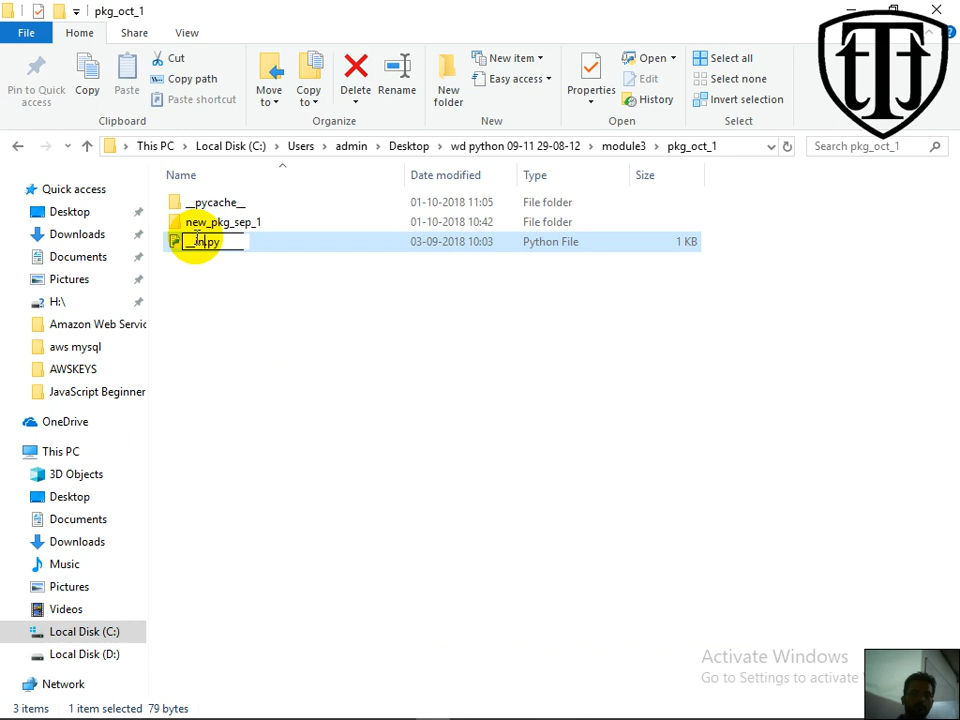 pkg_oct_1
File Home Share View
Pin to Quick access
Copy
Paste
Cut
Copy path
Paste shortcut
Clipboard
Move to
Copy to
Delete
Rename
Organize
New folder
New item
Easy access
New
Properties
Open
Edit
History
Open
Select all
Select none
Invert selection
Select
This PC Local Disk (C:) Users admin Desktop wd python 09-11 29-08-12 module3 pkg_oct_1
Search pkg_oct_1
Name Date modified Type Size
__pycache__ 01-10-2018 11:05 File folder
new_pkg_sep_1 01-10-2018 10:42 File folder
03-09-2018 10:03 Python File 1 KB
Quick access
Desktop
Downloads
Documents
Pictures
H:\
Amazon Web Servic
aws mysql
AWSKEYS
JavaScript Beginner
OneDrive
This PC
3D Objects
Desktop
Documents
Downloads
Music
Pictures
Videos
Local Disk (C:)
Local Disk (D:)
Network
Activate Windows
Go to Settings to activate
3 items 1 item selected 79 bytes